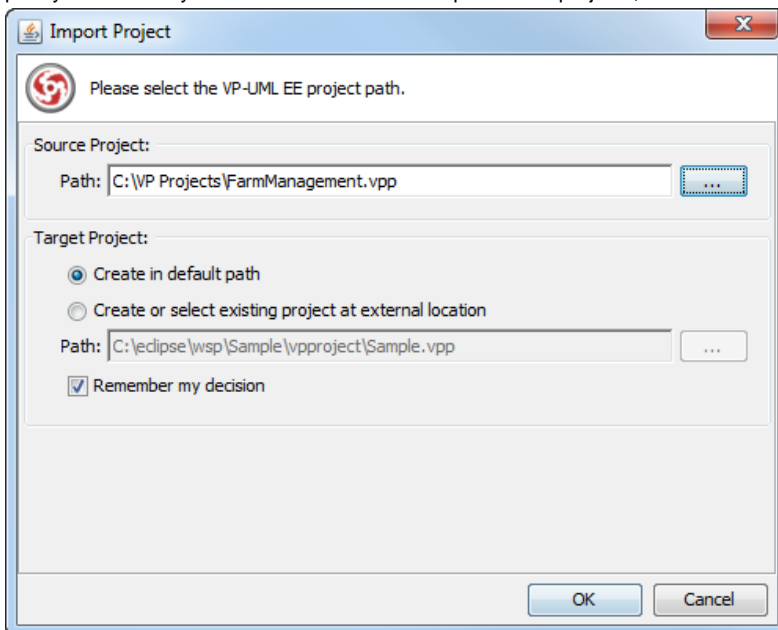 Import Project
Please select the VP-UML EE project path.
Source Project:
Path: C:\VP Projects\FarmManagement.vpp ...
Target Project:
Create in default path
Create or select existing project at external location
Path: C:\eclipse\wsp\Sample\vpproject\Sample.vpp ...
Remember my decision
OK Cancel